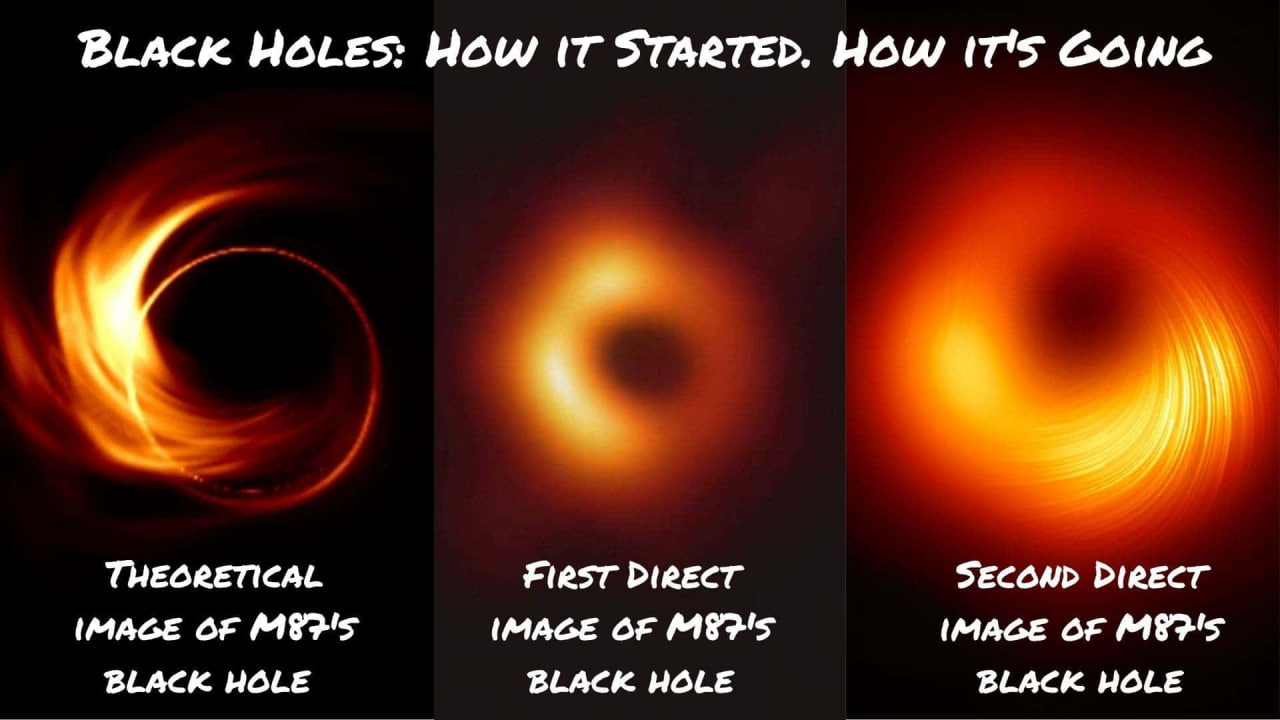 Black Holes: How it Started. How it's Going
Theoretical
image of M87's
black hole
First Direct
image of M87's
black hole
Second Direct
image of M87's
black hole